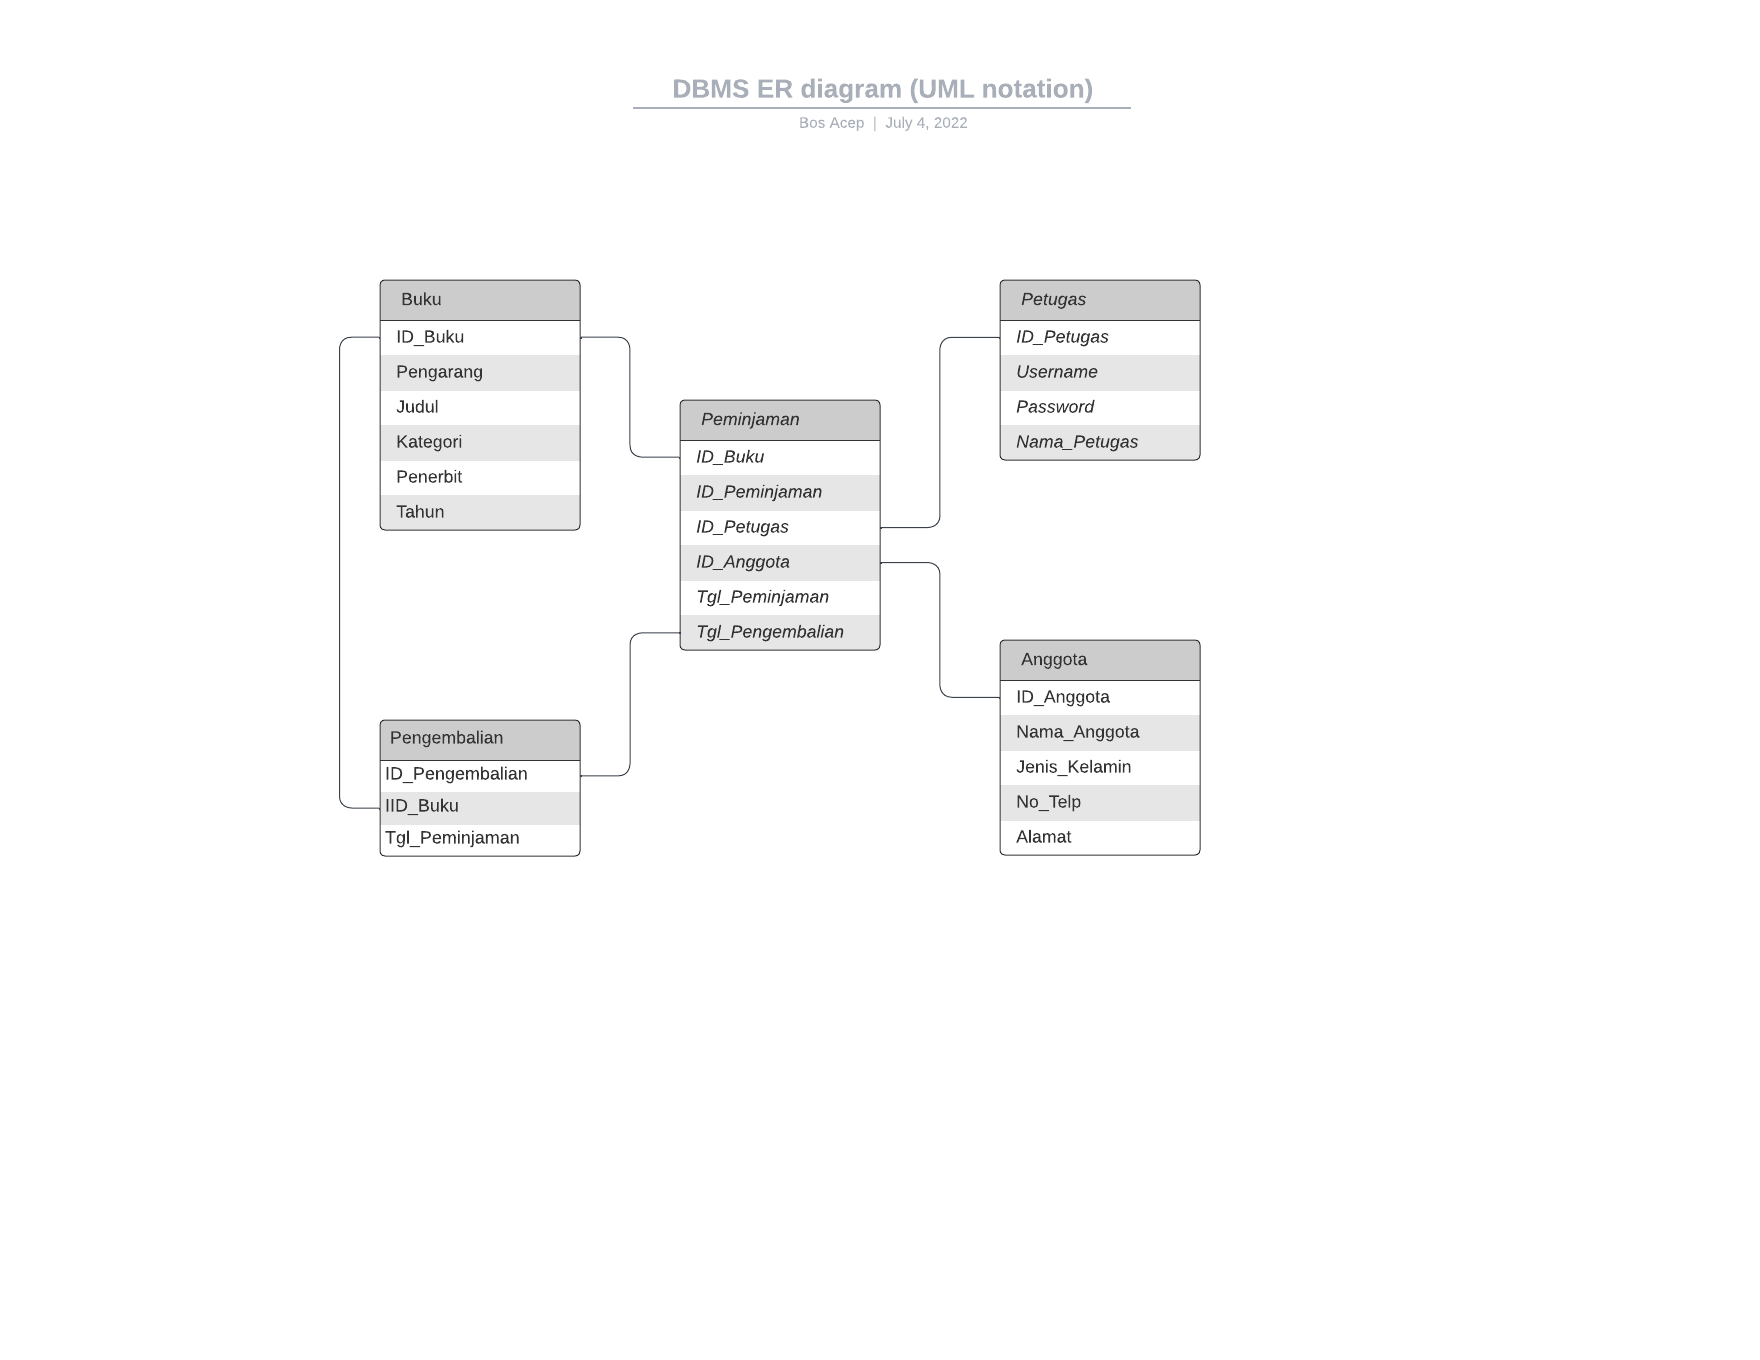 DBMS ER diagram (UML notation)
Bos Acep | July 4, 2022
Buku
ID_Buku
Pengarang
Judul
Kategori
Penerbit
Tahun
Peminjaman
ID_Buku
ID_Peminjaman
ID_Petugas
ID_Anggota
Tgl_Peminjaman
Tgl_Pengembalian
Petugas
ID_Petugas
Username
Password
Nama_Petugas
Pengembalian
ID_Pengembalian
IID_Buku
Tgl_Peminjaman
Anggota
ID_Anggota
Nama_Anggota
Jenis_Kelamin
No_Telp
Alamat